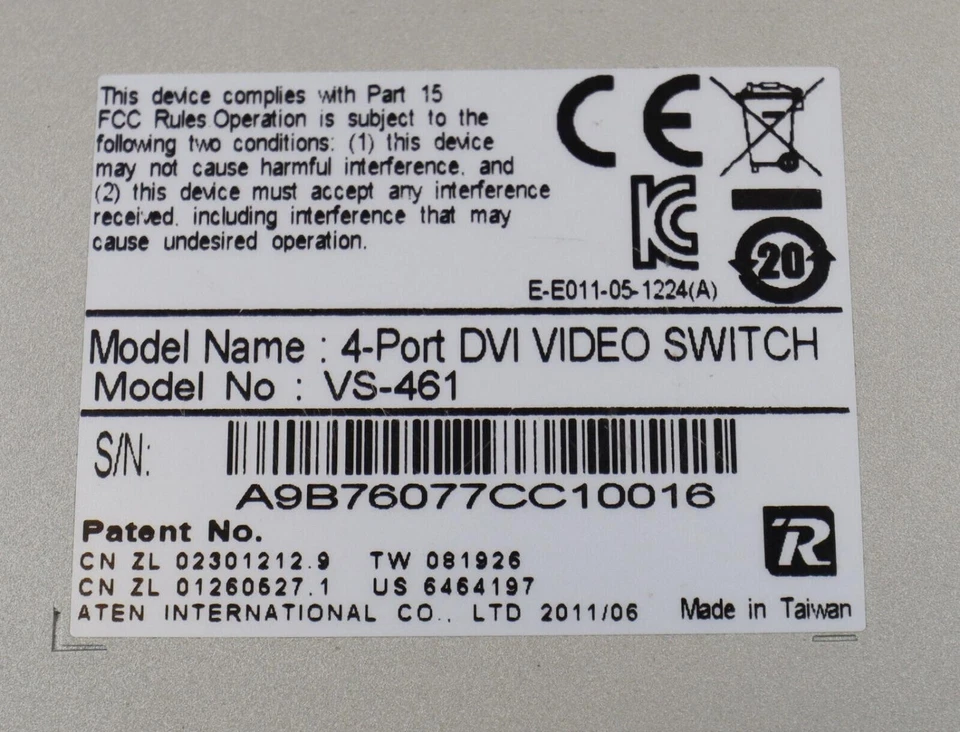 This device complies with Part 15
FCC Rules Operation is subject to the
following two conditions: (1) this device
may not cause harmful interference, and
(2) this device must accept any interference
received, including interference that may
cause undesired operation.
CE
KC
20
E-E011-05-1224(A)
Model Name : 4-Port DVI VIDEO SWITCH
Model No : VS-461
S/N:
A9B76077CC10016
Patent No.
CN ZL 02301212.9 TW 081926
CN ZL 01260527.1 US 6464197
ATEN INTERNATIONAL CO., LTD 2011/06 Made in Taiwan
R